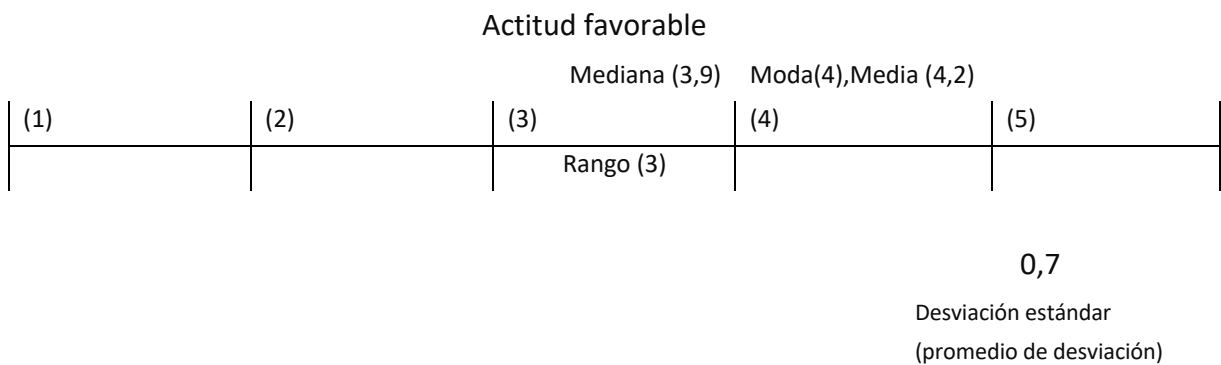 Actitud favorable
Mediana (3,9) Moda(4),Media (4,2)
(1) (2) (3) (4) (5)
Rango (3)
0,7
Desviación estándar
(promedio de desviación)